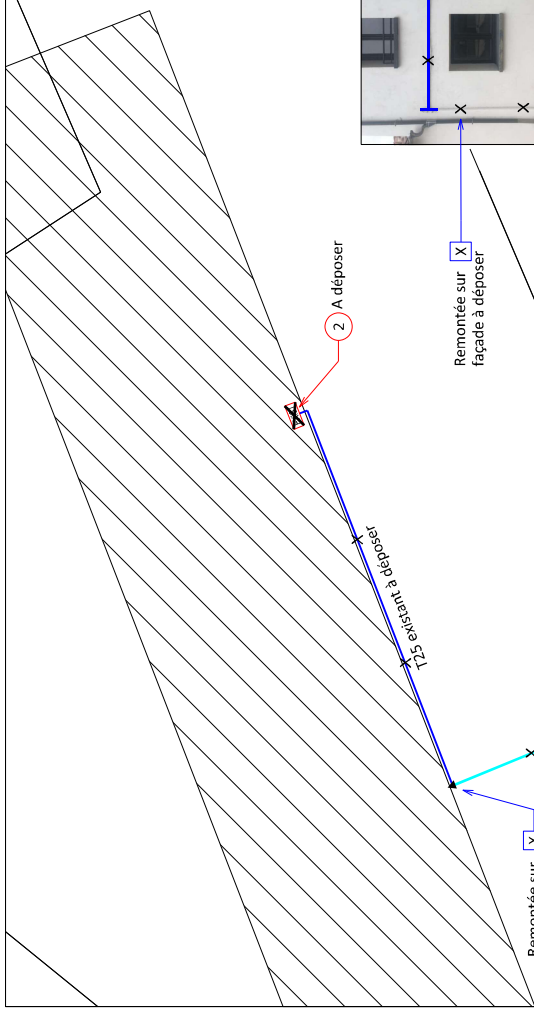 2 A déposer
Remontée sur X
façade à déposer
T25 existant à déposer
Remontée sur X